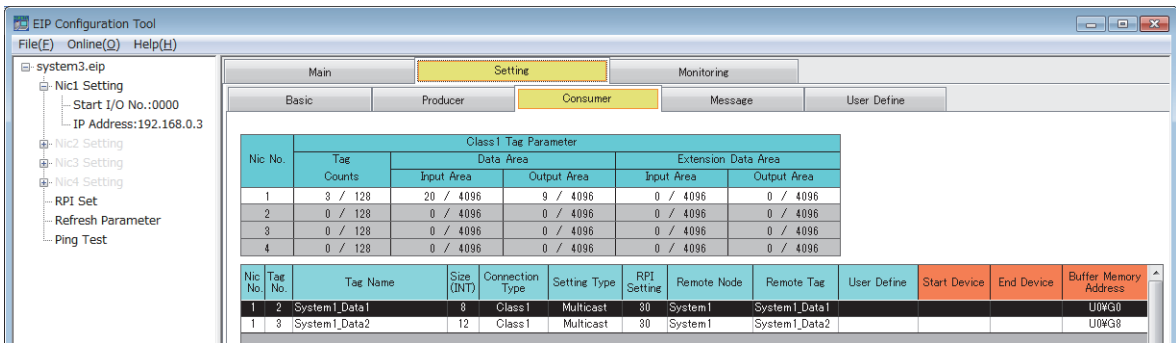 EIP Configuration Tool
File(F) Online(O) Help(H)
system3.eip
Nic1 Setting
Start I/O No.:0000
IP Address:192.168.0.3
Nic2 Setting
Nic3 Setting
Nic4 Setting
RPI Set
Refresh Parameter
Ping Test
Main Setting Monitoring
Basic Producer Consumer Message User Define
Class1 Tag Parameter
Nic No. Tag Counts Data Area Extension Data Area
Input Area Output Area Input Area Output Area
1 3 / 128 20 / 4096 9 / 4096 0 / 4096 0 / 4096
2 0 / 128 0 / 4096 0 / 4096 0 / 4096 0 / 4096
3 0 / 128 0 / 4096 0 / 4096 0 / 4096 0 / 4096
4 0 / 128 0 / 4096 0 / 4096 0 / 4096 0 / 4096
Nic No. Tag No. Tag Name Size (INT) Connection Type Setting Type RPI Setting Remote Node Remote Tag User Define Start Device End Device Buffer Memory Address
1 2 System1_Data1 8 Class1 Multicast 30 System1 System1_Data1 U0¥G0
1 3 System1_Data2 12 Class1 Multicast 30 System1 System1_Data2 U0¥G8